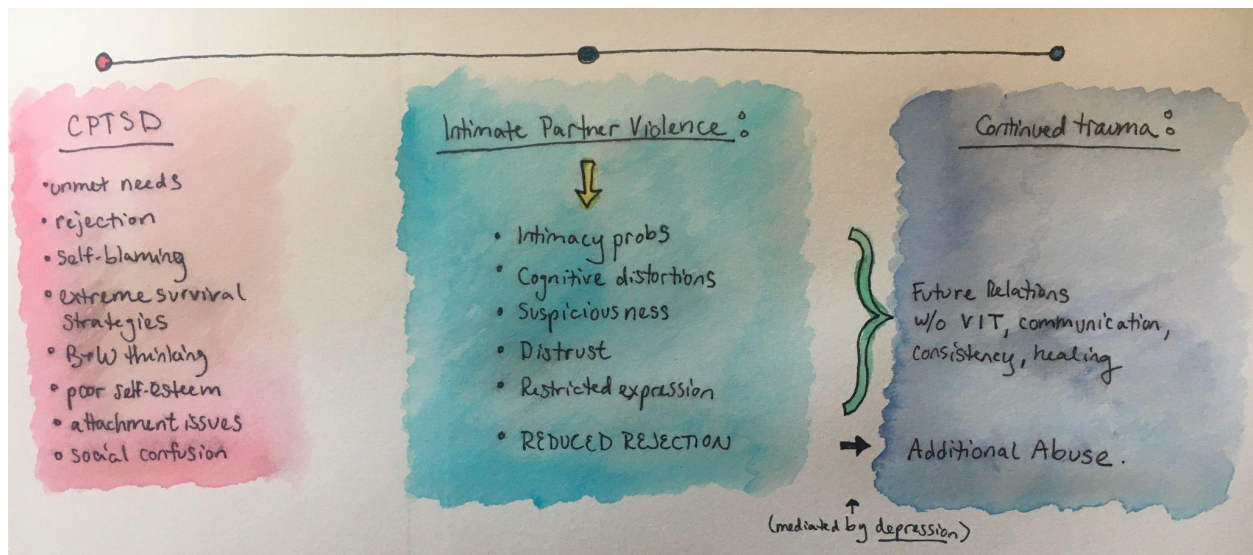 CPTSD
• unmet needs
• rejection
• self-blaming
• extreme survival
strategies
• B+W thinking
• poor self-esteem
• attachment issues
• social confusion
Intimate Partner Violence:
• Intimacy probs
• Cognitive distortions
• Suspiciousness
• Distrust
• Restricted expression
• REDUCED REJECTION
(mediated by depression)
Continued trauma:
Future Relations
w/o VIT, communication,
consistency, healing
Additional Abuse.